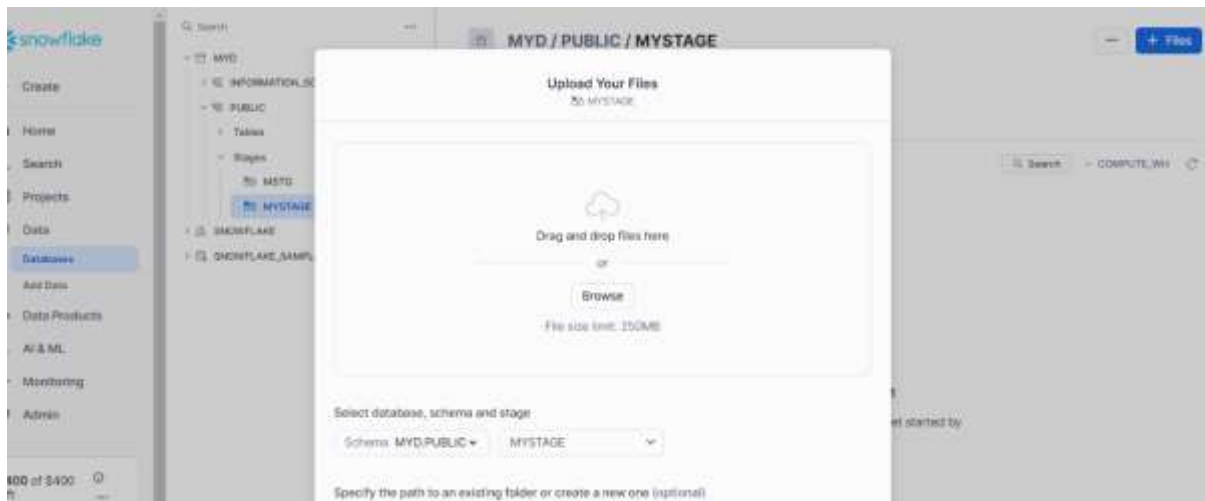 snowflake
Create
Home
Search
Projects
Data
Databases
Add Data
Data Products
AI & ML
Monitoring
Admin
of $400
Search
MYD
INFORMATION_SC
PUBLIC
Tables
Stages
MSTG
MYSTAGE
SNOWFLAKE
SNOWFLAKE_SAMPL
MYD / PUBLIC / MYSTAGE
+ Files
Search
COMPUTE_WH
et started by
Upload Your Files
MYSTAGE
Drag and drop files here
or
Browse
File size limit: 250MB
Select database, schema and stage
Schema MYD.PUBLIC
MYSTAGE
Specify the path to an existing folder or create a new one (optional)